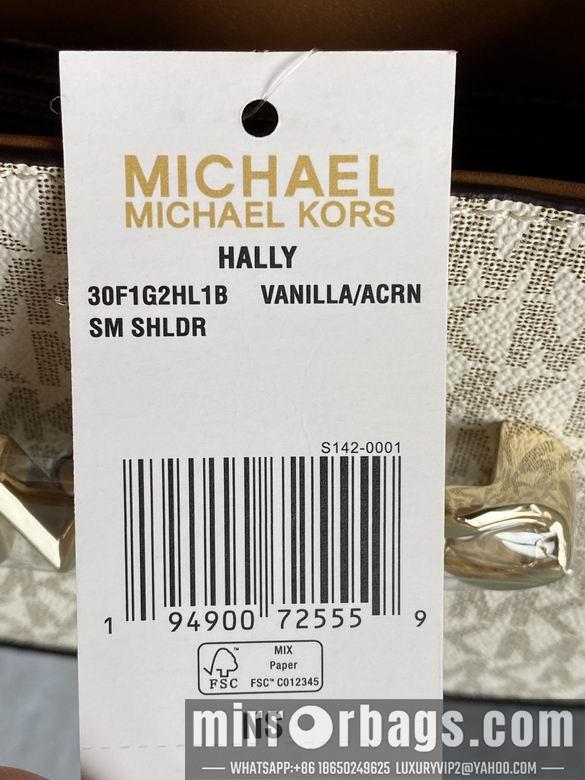 MICHAEL
MICHAEL KORS
HALLY
30F1G2HL1B VANILLA/ACRN
SM SHLDR
S142-0001
1 94900 72555 9
FSC
MIX
Paper
FSC™ C012345
NS
mirrorbags.com
WHATSAPP:+86 18650249625 LUXURYVIP2@YAHOO.COM